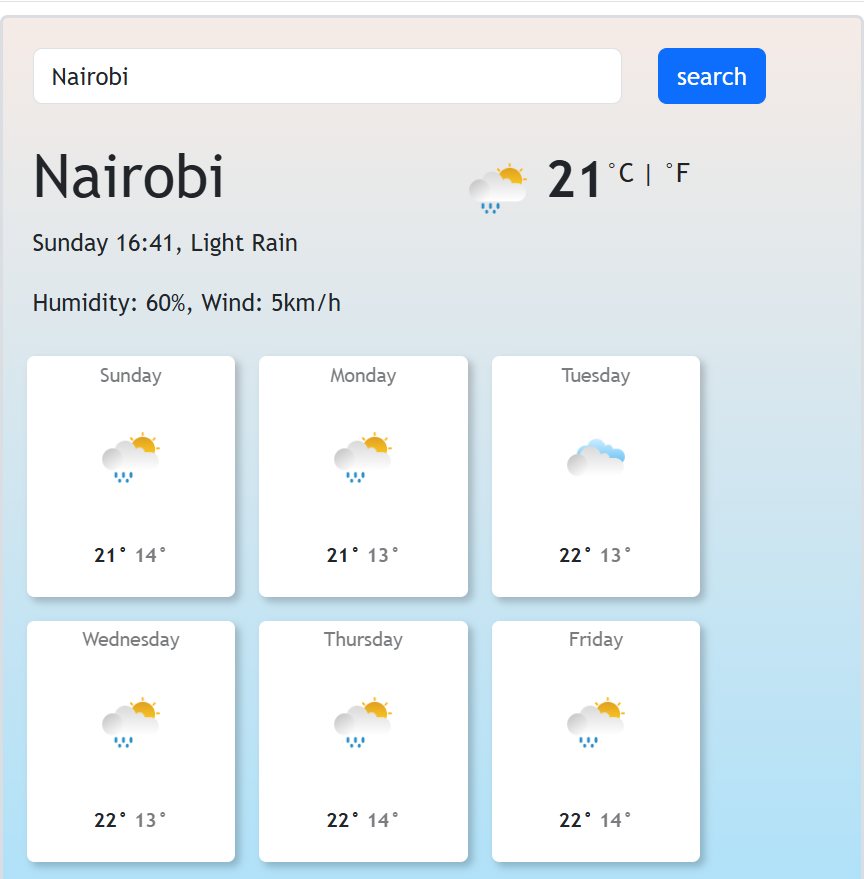 Nairobi
search
Nairobi
21°C | °F
Sunday 16:41, Light Rain
Humidity: 60%, Wind: 5km/h
Sunday Monday Tuesday
21° 14° 21° 13° 22° 13°
Wednesday Thursday Friday
22° 13° 22° 14° 22° 14°